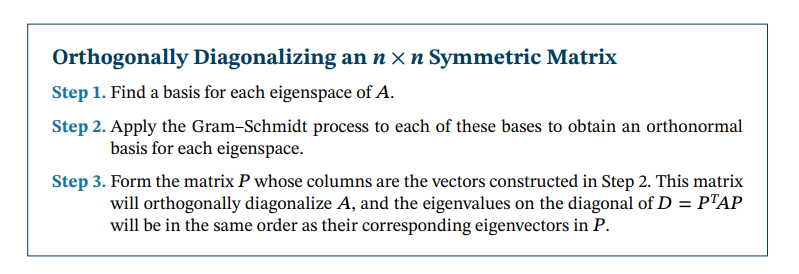 Orthogonally Diagonalizing an n × n Symmetric Matrix
Step 1. Find a basis for each eigenspace of A.
Step 2. Apply the Gram–Schmidt process to each of these bases to obtain an orthonormal
basis for each eigenspace.
Step 3. Form the matrix P whose columns are the vectors constructed in Step 2. This matrix
will orthogonally diagonalize A, and the eigenvalues on the diagonal of D = PᵀAP
will be in the same order as their corresponding eigenvectors in P.